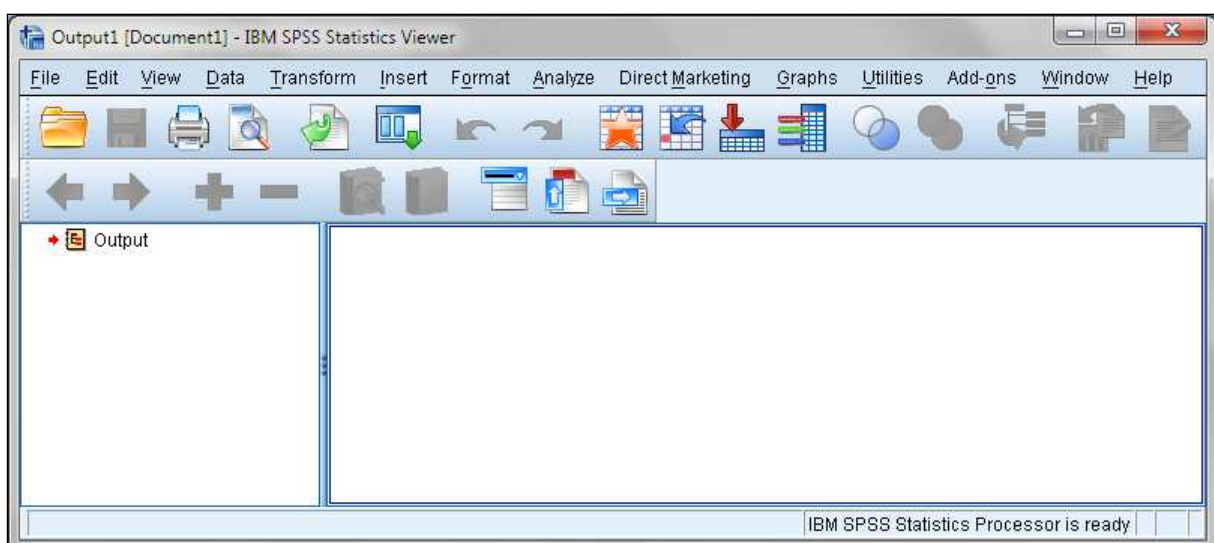 Output1 [Document1] - IBM SPSS Statistics Viewer
File Edit View Data Transform Insert Format Analyze Direct Marketing Graphs Utilities Add-ons Window Help
Output
IBM SPSS Statistics Processor is ready